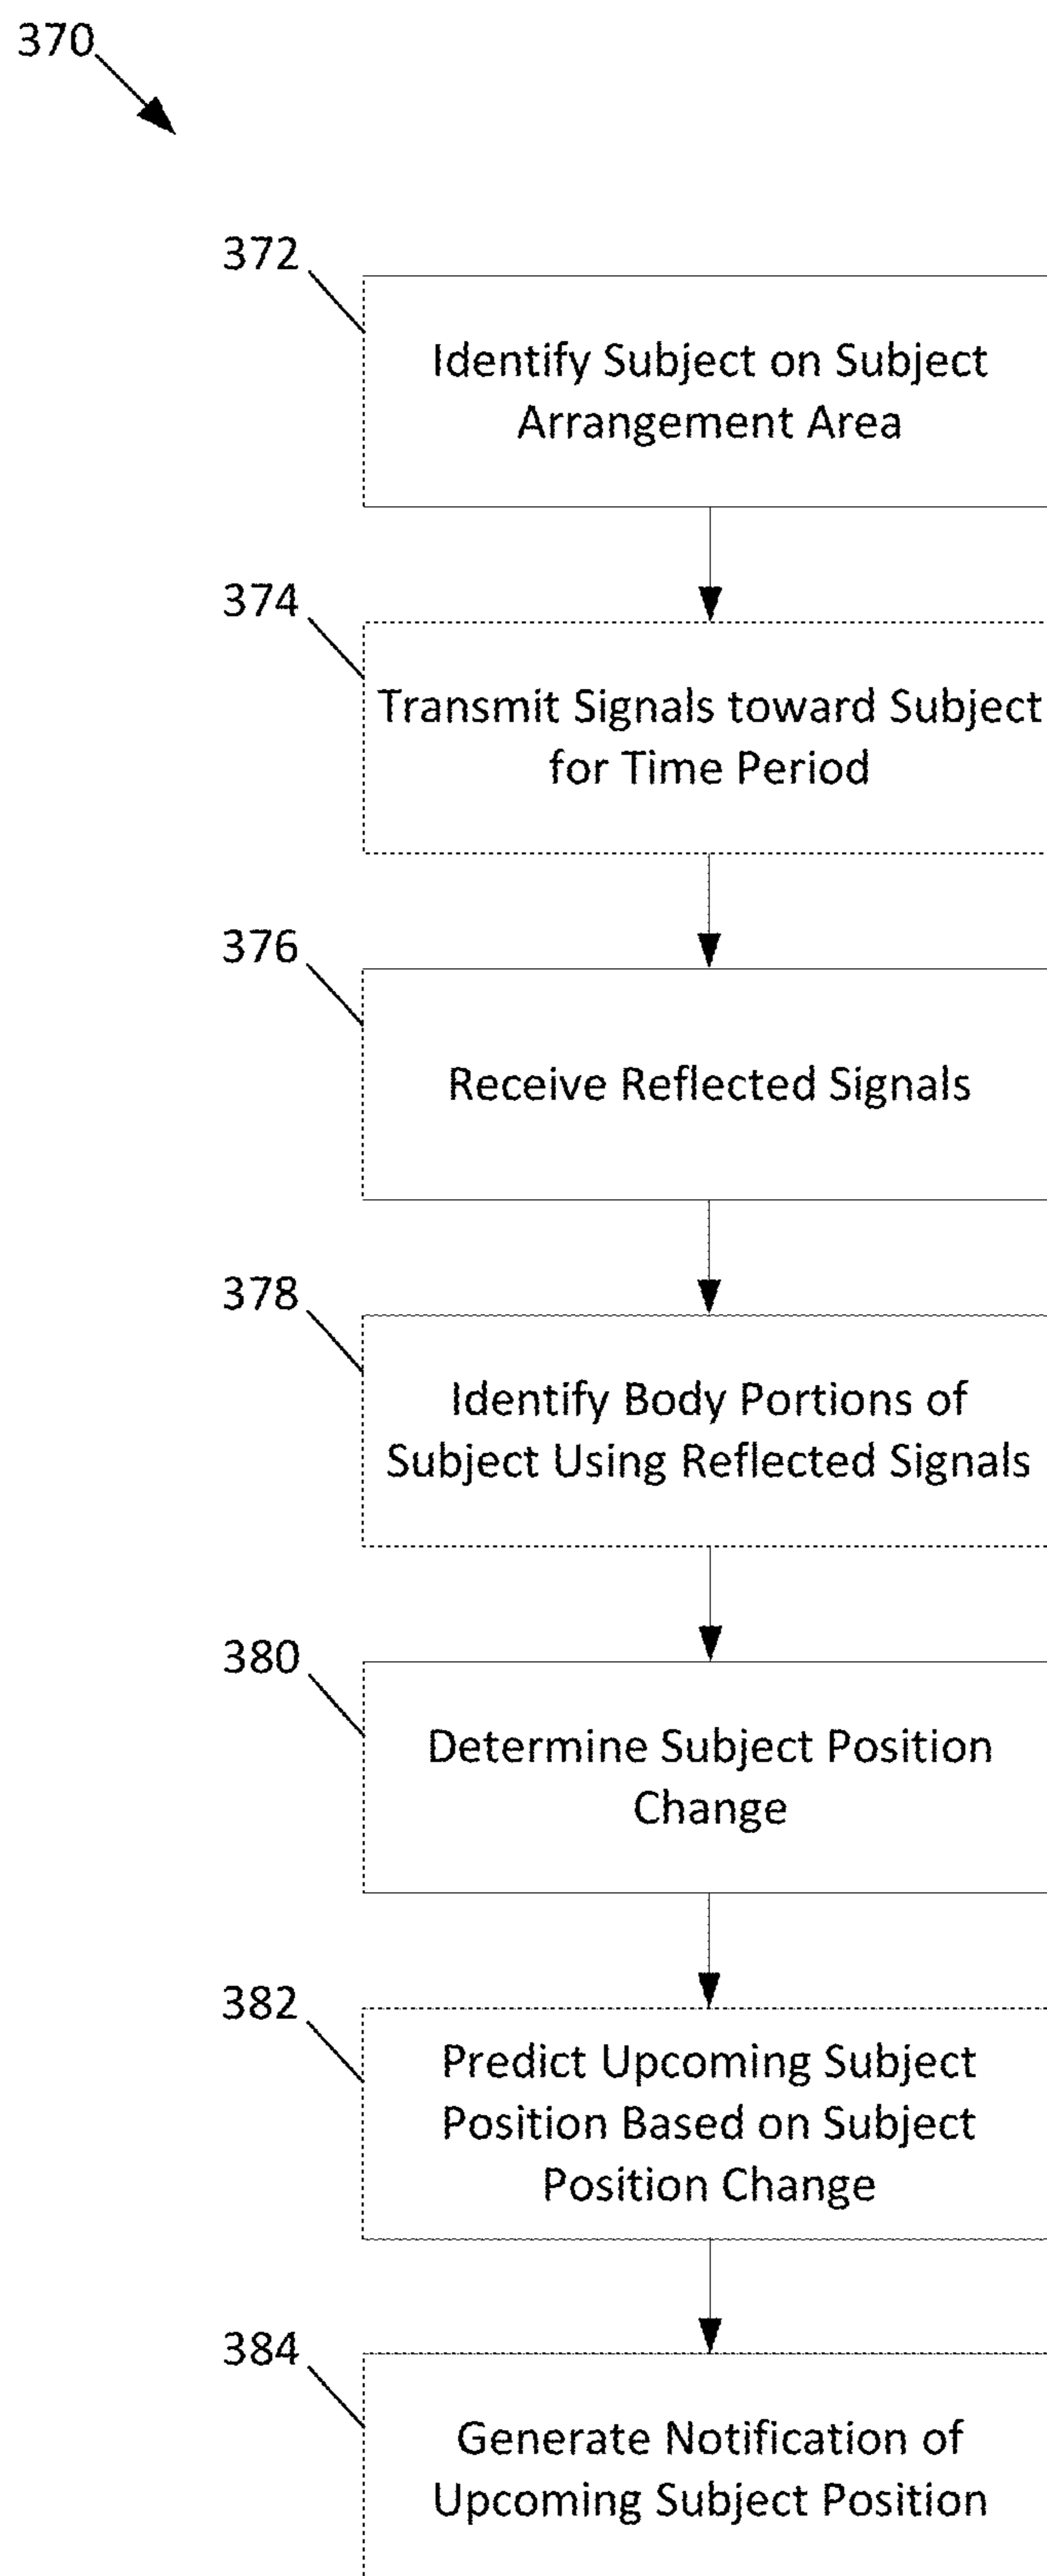 370
372
Identify Subject on Subject
Arrangement Area
374
Transmit Signals toward Subject
for Time Period
376
Receive Reflected Signals
378
Identify Body Portions of
Subject Using Reflected Signals
380
Determine Subject Position
Change
382
Predict Upcoming Subject
Position Based on Subject
Position Change
384
Generate Notification of
Upcoming Subject Position